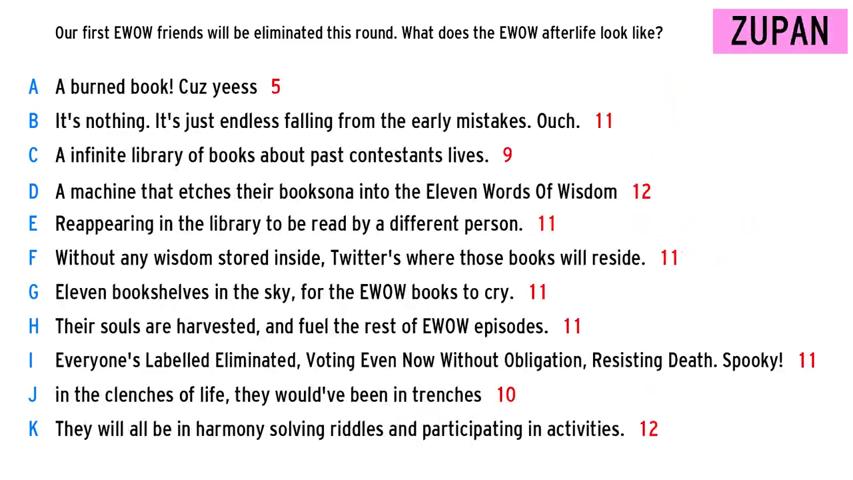 Our first EWOW friends will be eliminated this round. What does the EWOW afterlife look like?
ZUPAN
A A burned book! Cuz yeess 5
B It's nothing. It's just endless falling from the early mistakes. Ouch. 11
C A infinite library of books about past contestants lives. 9
D A machine that etches their booksona into the Eleven Words Of Wisdom 12
E Reappearing in the library to be read by a different person. 11
F Without any wisdom stored inside, Twitter's where those books will reside. 11
G Eleven bookshelves in the sky, for the EWOW books to cry. 11
H Their souls are harvested, and fuel the rest of EWOW episodes. 11
I Everyone's Labelled Eliminated, Voting Even Now Without Obligation, Resisting Death. Spooky! 11
J in the clenches of life, they would've been in trenches 10
K They will all be in harmony solving riddles and participating in activities. 12